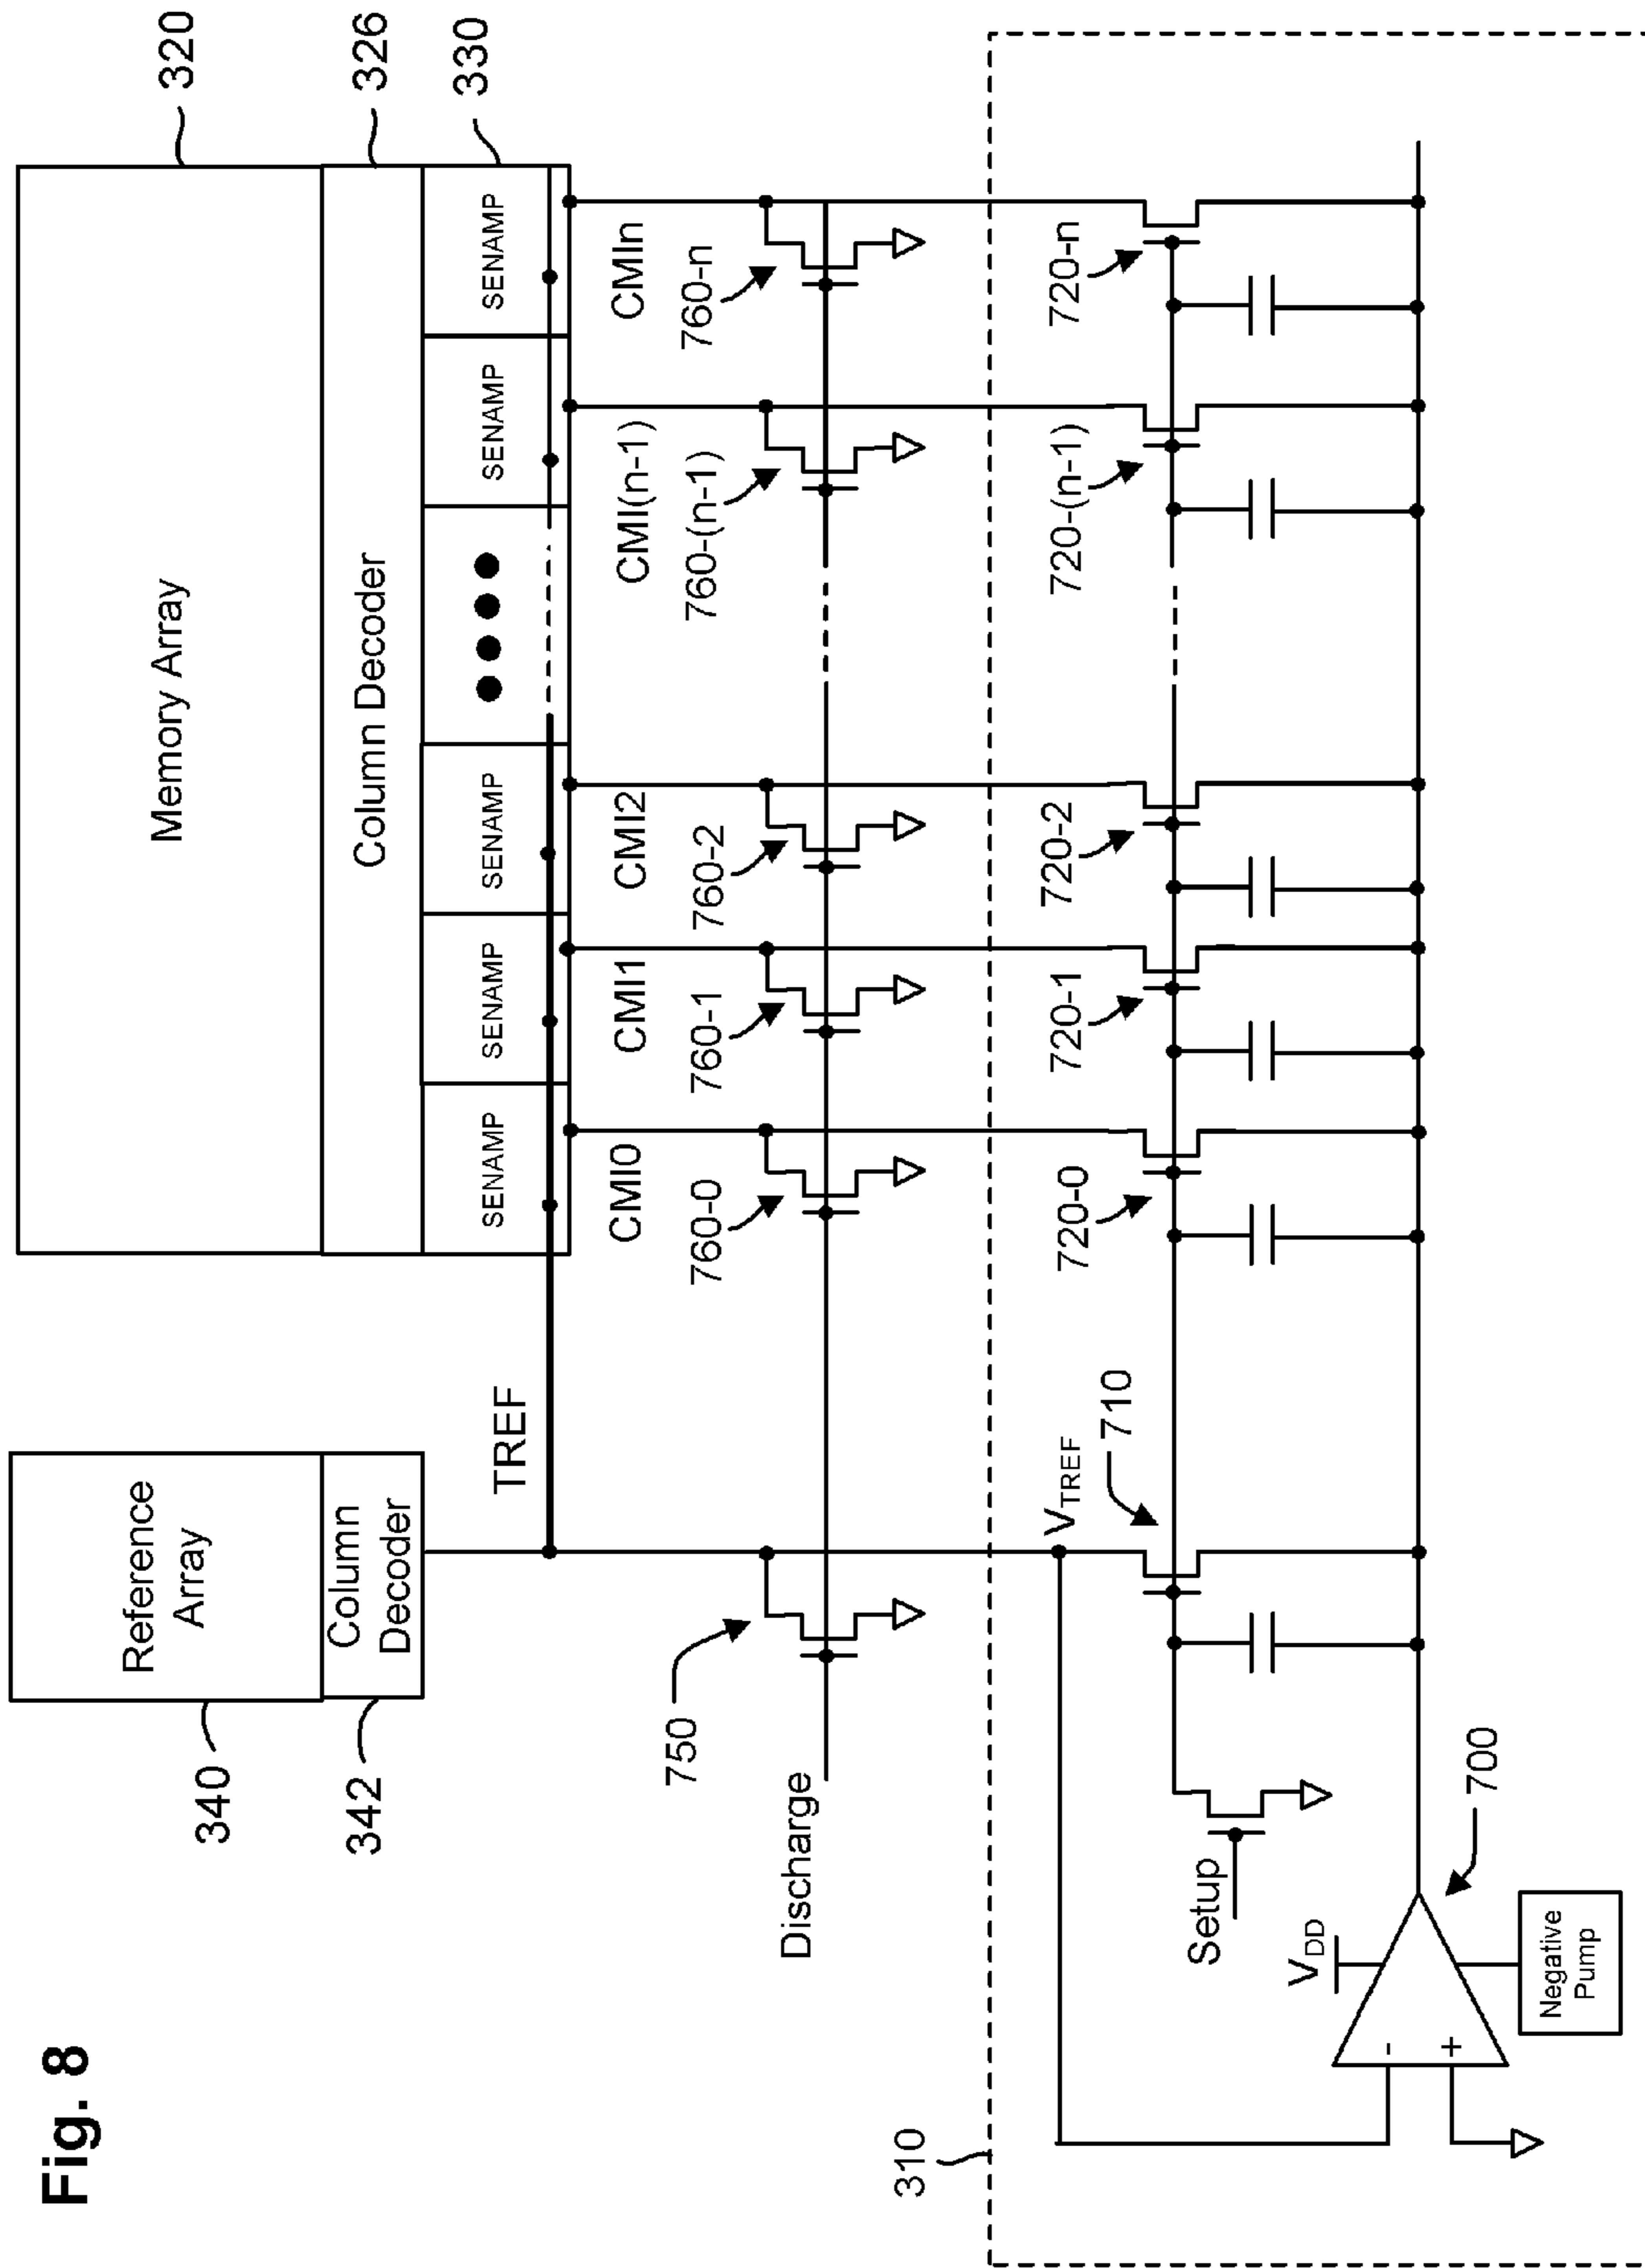 Fig. 8
Reference
Array
Column
Decoder
340
342
Memory Array
Column Decoder
320
326
330
SENAMP
SENAMP
SENAMP
SENAMP
SENAMP
TREF
CMI0
CMI1
CMI2
CMI(n-1)
CMIn
750
760-0
760-1
760-2
760-(n-1)
760-n
Discharge
310
VTREF
710
720-0
720-1
720-2
720-(n-1)
720-n
Setup
VDD
700
-
+
Negative
Pump